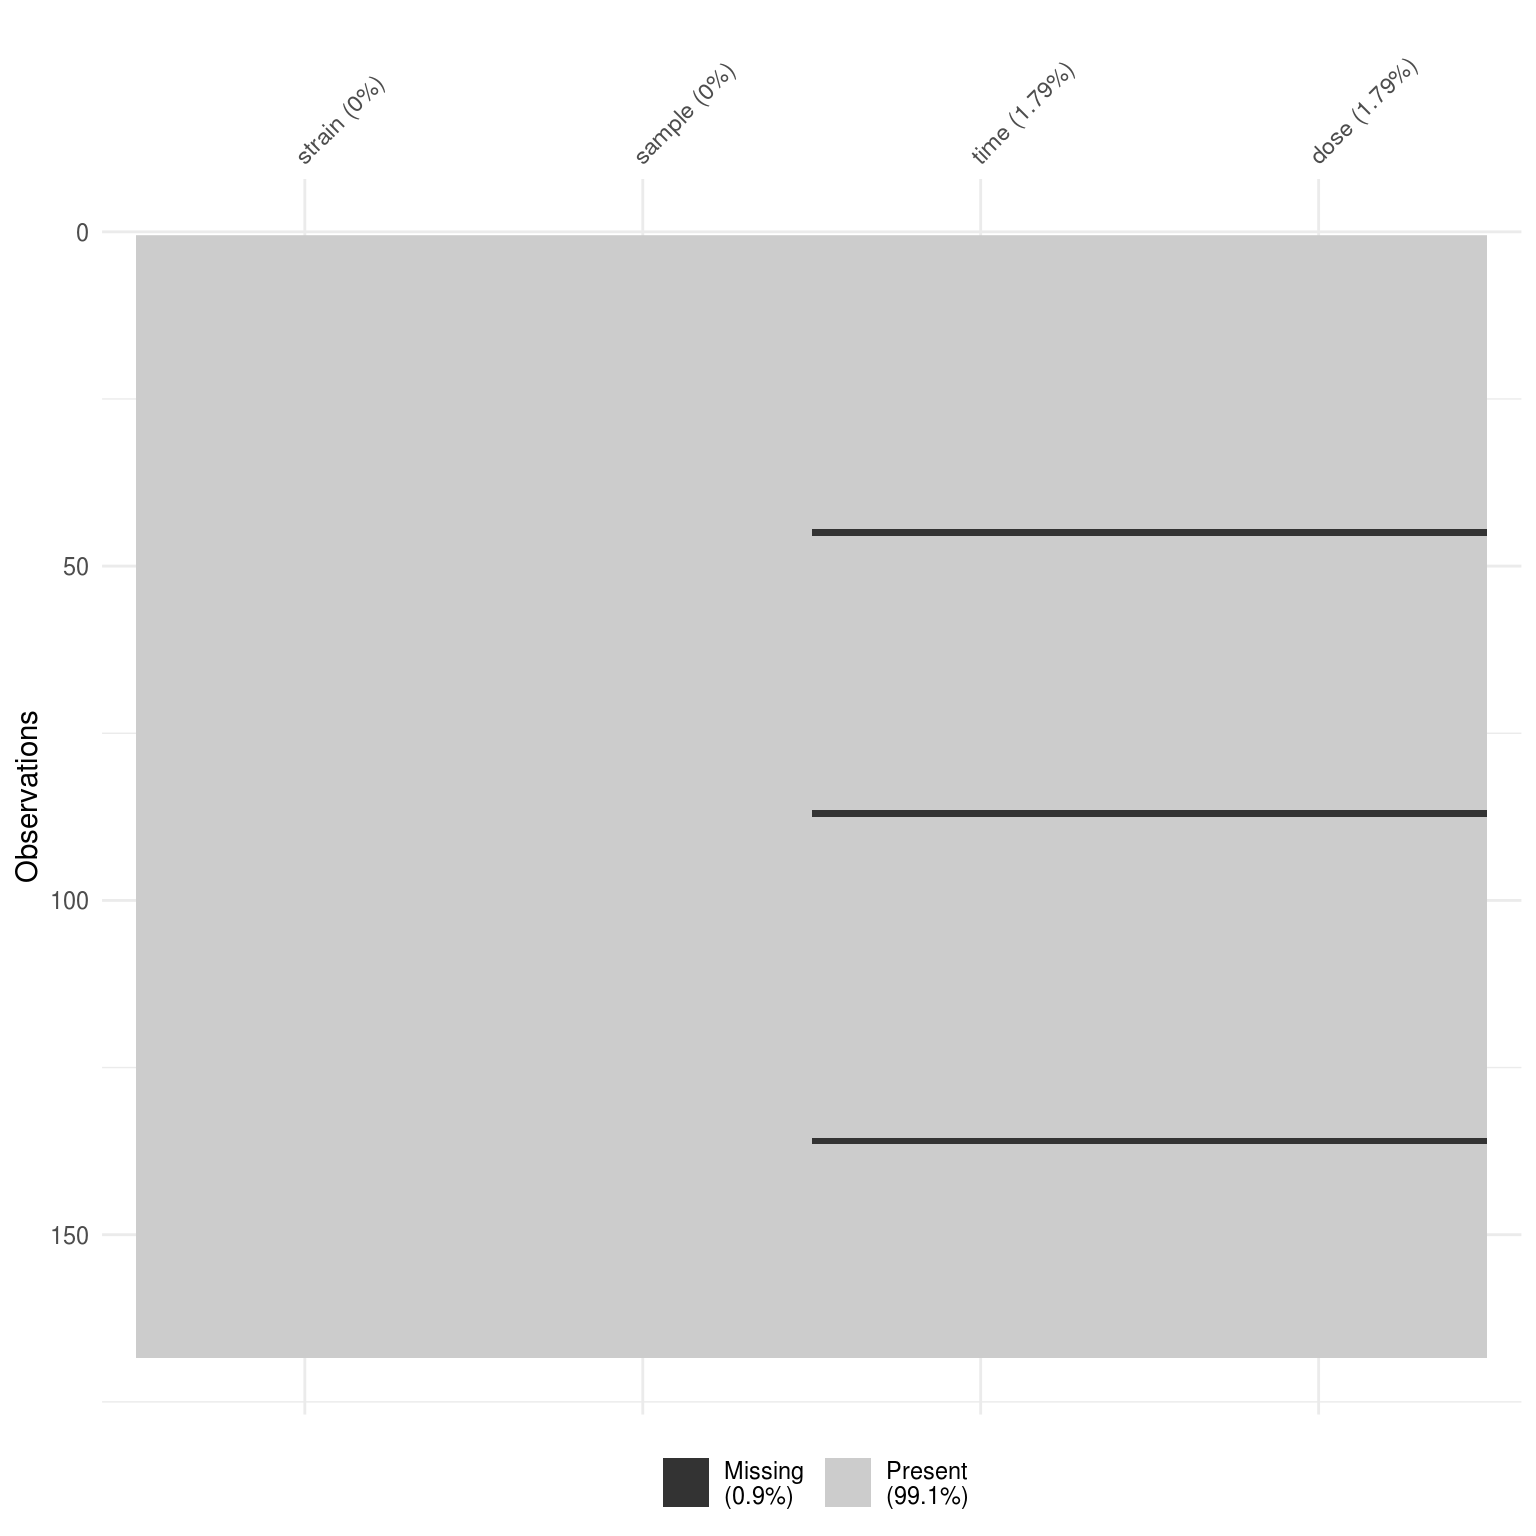 strain (0%)
sample (0%)
time (1.79%)
dose (1.79%)
0
50
100
150
Observations
Missing
(0.9%)
Present
(99.1%)